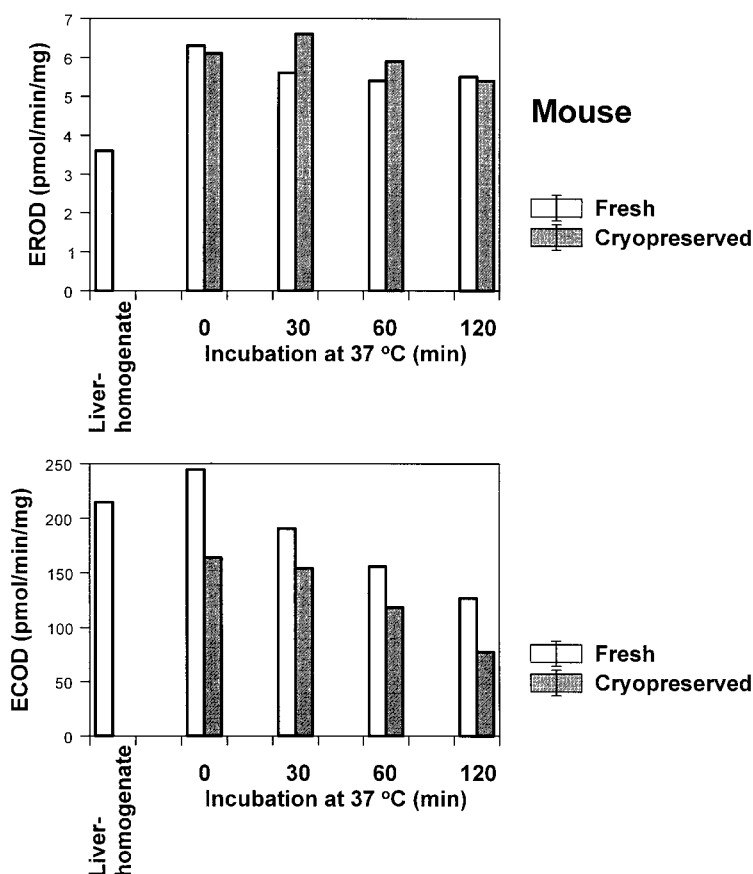 7
6
5
4
3
2
1
0
EROD (pmol/min/mg)
Liver-
homogenate
0 30 60 120
Incubation at 37 °C (min)
Mouse
Fresh
Cryopreserved
250
200
150
100
50
0
ECOD (pmol/min/mg)
Liver-
homogenate
0 30 60 120
Incubation at 37 °C (min)
Fresh
Cryopreserved